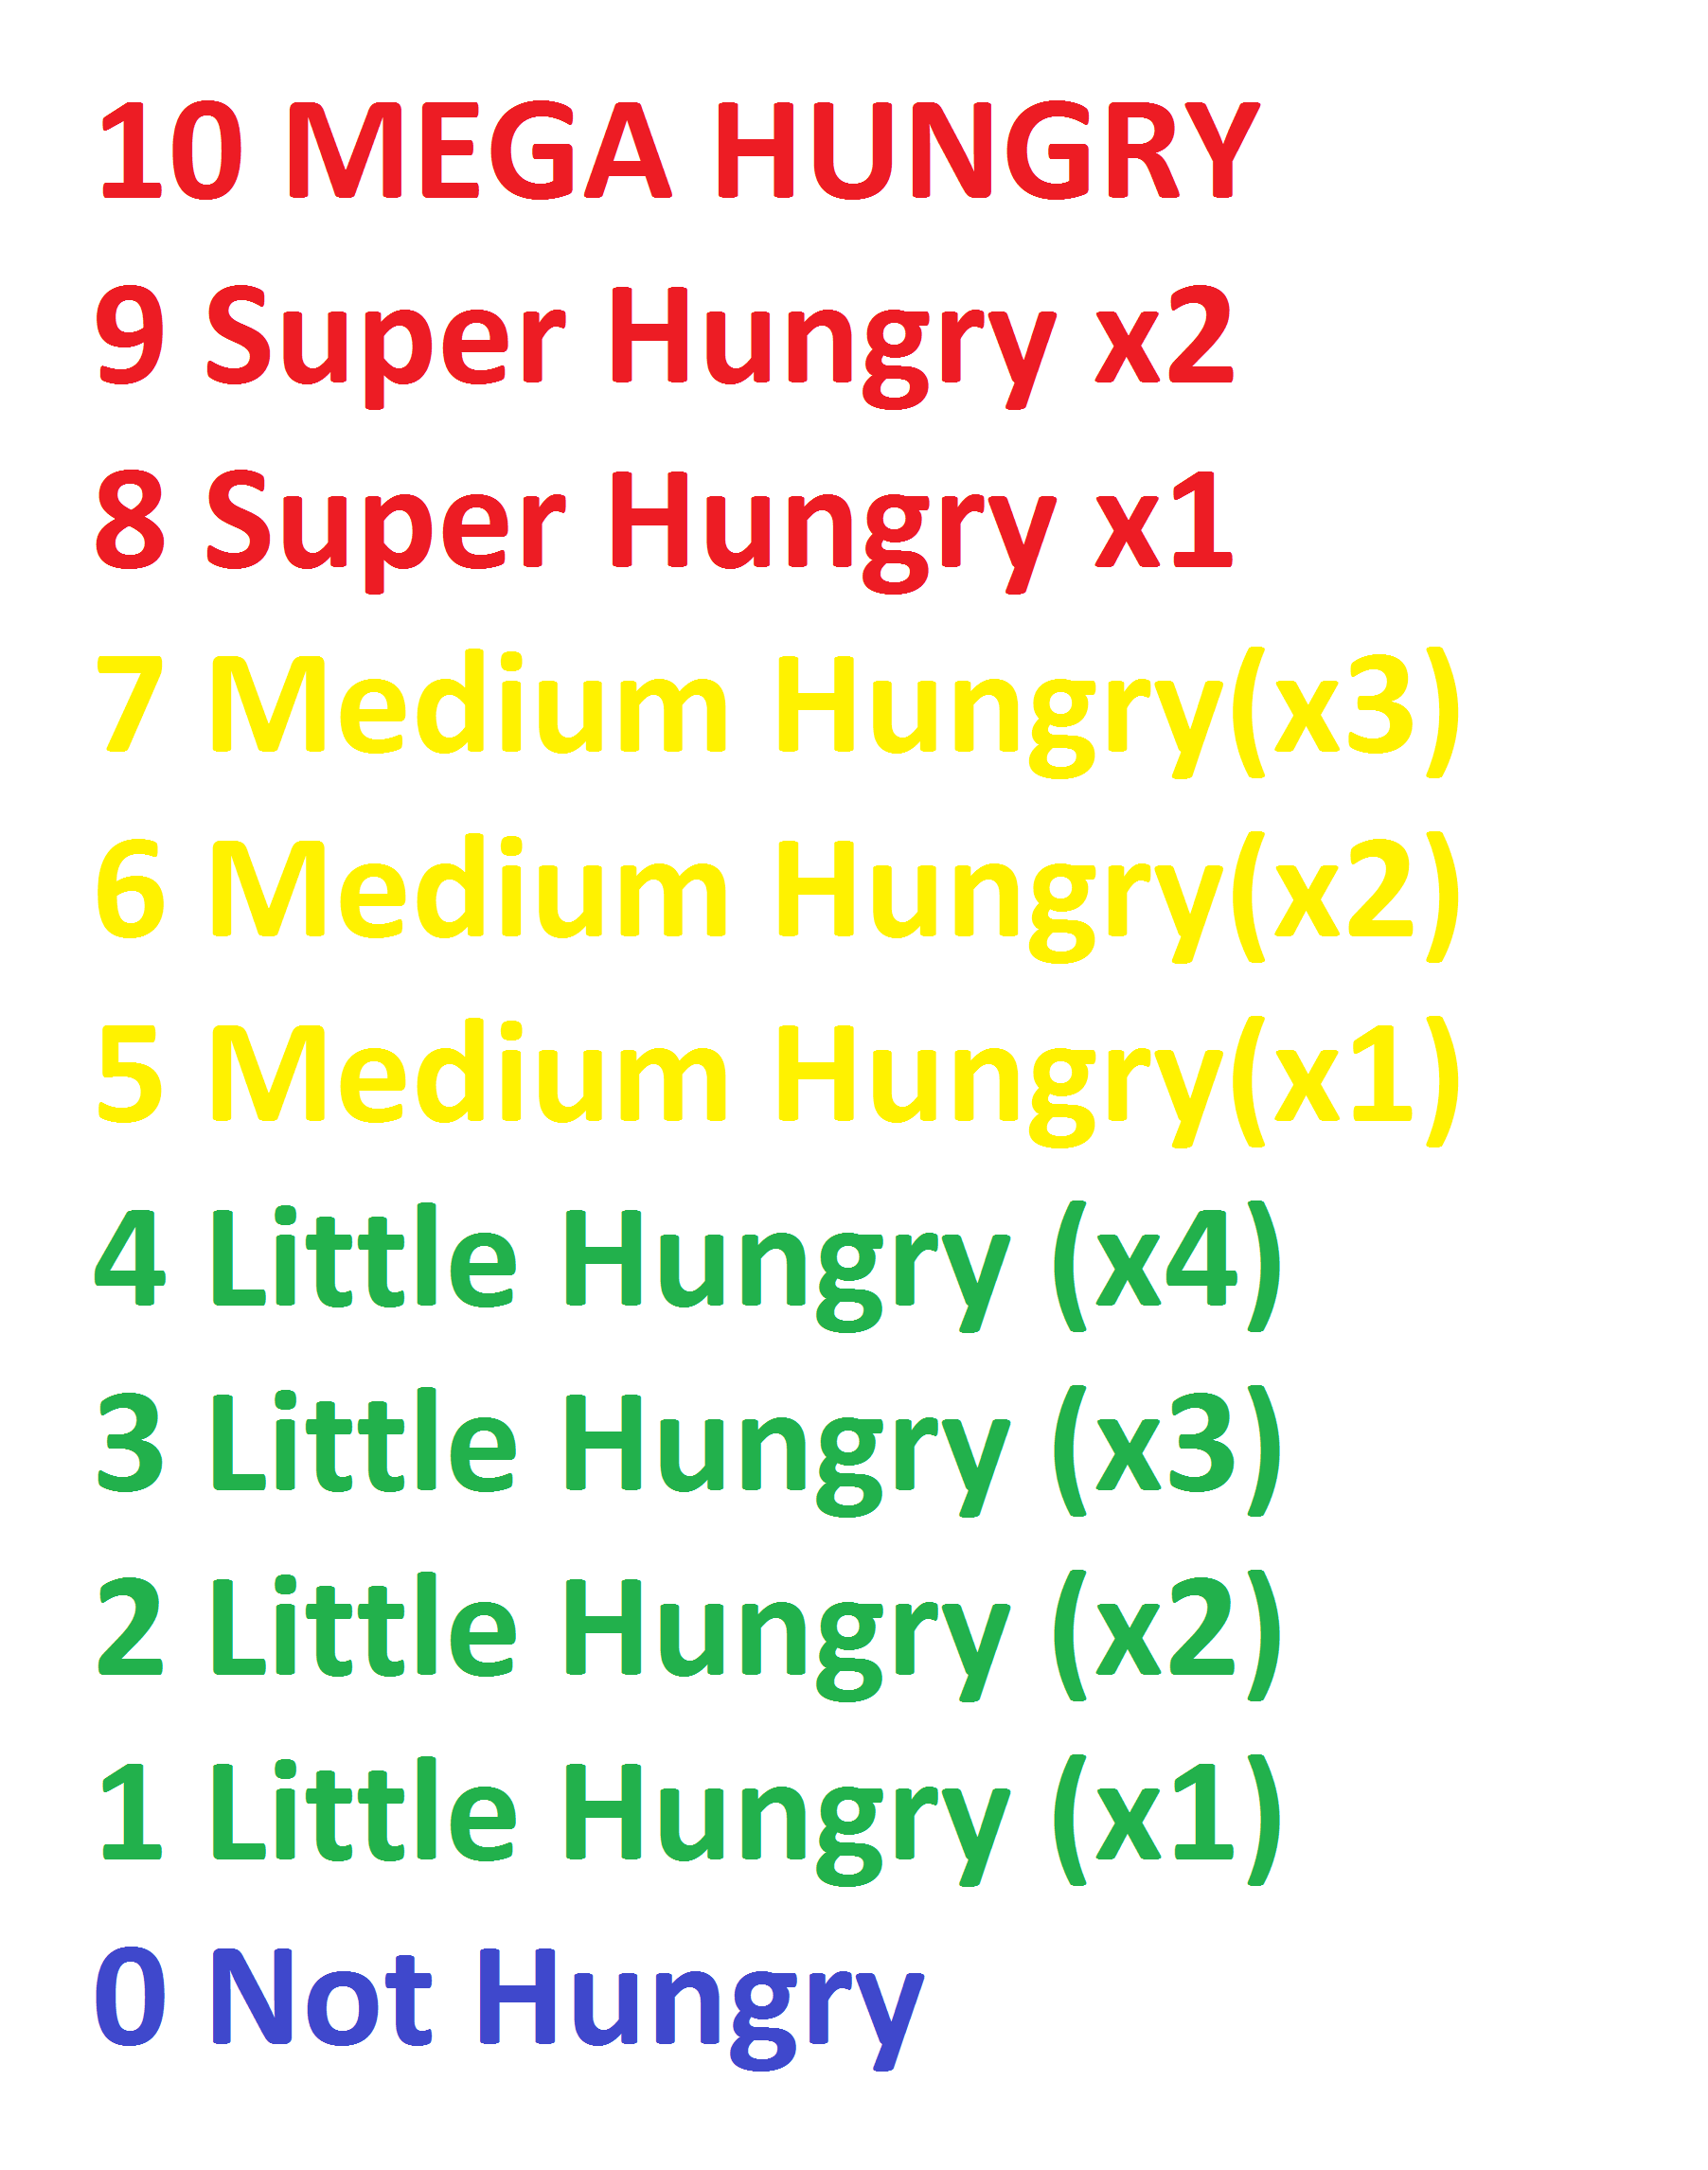 10 MEGA HUNGRY
9 Super Hungry x2
8 Super Hungry x1
7 Medium Hungry(x3)
6 Medium Hungry(x2)
5 Medium Hungry(x1)
4 Little Hungry (x4)
3 Little Hungry (x3)
2 Little Hungry (x2)
1 Little Hungry (x1)
0 Not Hungry